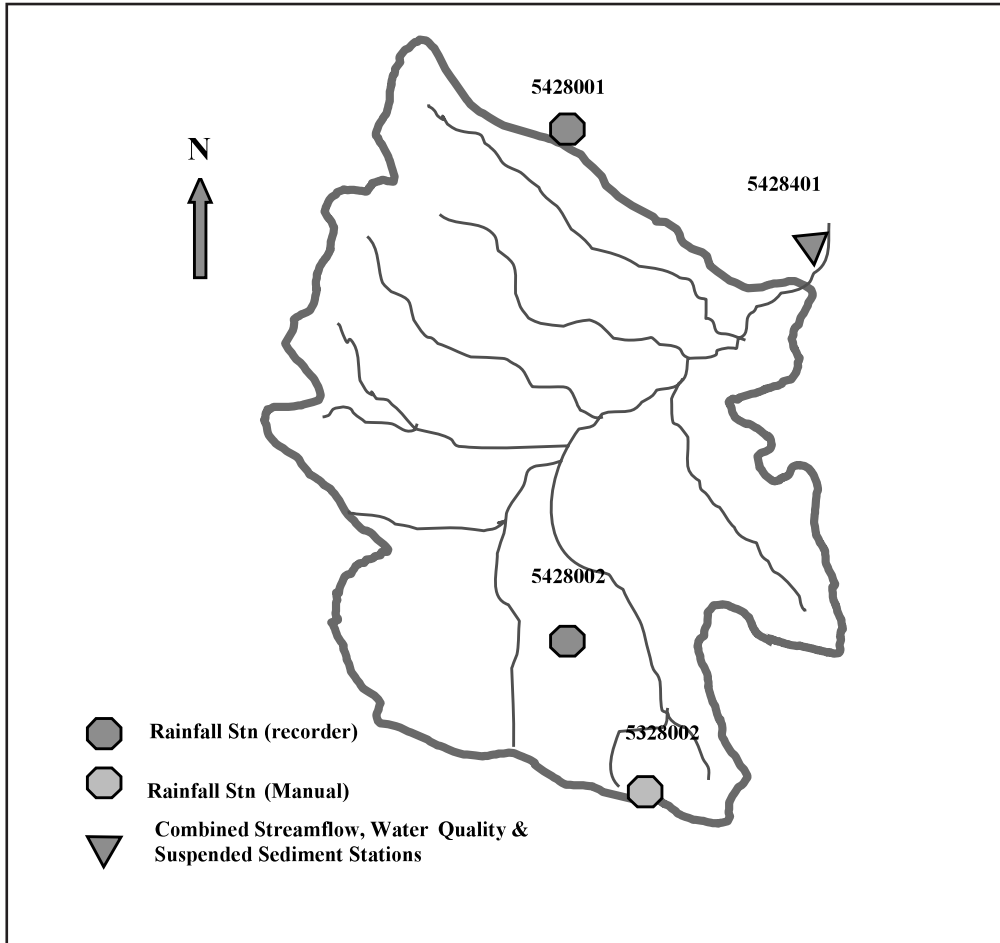 5428001
N
5428401
5428002
5328002
Rainfall Stn (recorder)
Rainfall Stn (Manual)
Combined Streamflow, Water Quality &
Suspended Sediment Stations